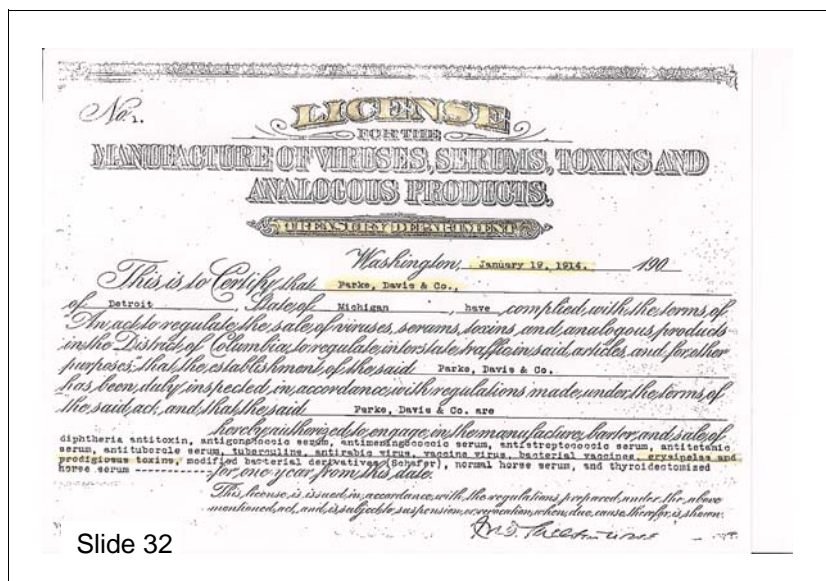 No. 1.
LICENSE
FOR THE
MANUFACTURE OF VIRUSES, SERUMS, TOXINS AND
ANALOGOUS PRODUCTS.
TREASURY DEPARTMENT
Washington, January 19, 1914. 190
This is to Certify that Parke, Davis & Co.,
of Detroit State of Michigan, have complied with the terms of
An act to regulate the sale of viruses, serums, toxins, and analogous products
in the District of Columbia, to regulate interstate traffic in said articles, and for other
purposes, that the establishment of the said Parke, Davis & Co.
has been duly inspected in accordance with regulations made under the terms of
the said act, and that the said Parke, Davis & Co. are
hereby authorized to engage in the manufacture, barter, and sale of
diphtheria antitoxin, antigonococcic serum, antimeningococcic serum, antistreptococcic serum, antitetanic
serum, antitubercle serum, tuberculins, antirabic virus, vaccine virus, bacterial vaccines, erysipelas and
prodigiosus toxins, modified bacterial derivatives (Schafer), normal horse serum, and thyroidectomized
horse serum ------------ for one year from this date.
This license is issued in accordance with the regulations prepared under the above
mentioned act, and is subject to suspension or revocation when due cause therefor is shown.
Slide 32